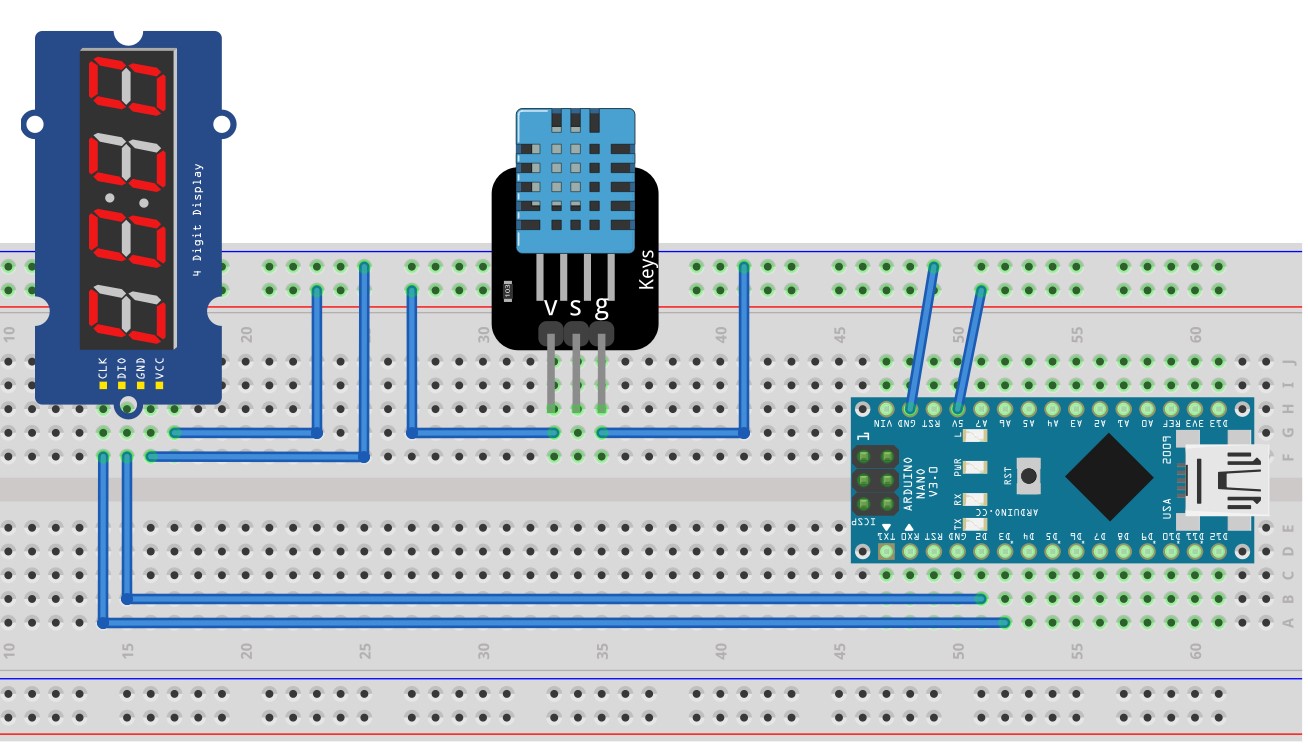 4 Digit Display
CLK
DIO
GND
VCC
103
Keys
v s g
10 20 30 40 45 50 55 60
J
I
H
G
F
VIN GND RST 5V A7 A6 A5 A4 A3 A2 A1 A0 REF 3V3 D13
1
L
PWR
RX
TX
RST
ARDUINO
NANO
V3.0
ARDUINO.CC
2009
USA
ICSP
TX1 RX0 RST GND D2 D3 D4 D5 D6 D7 D8 D9 D10 D11 D12
E
D
C
B
A
10 15 20 25 30 35 40 45 50 55 60